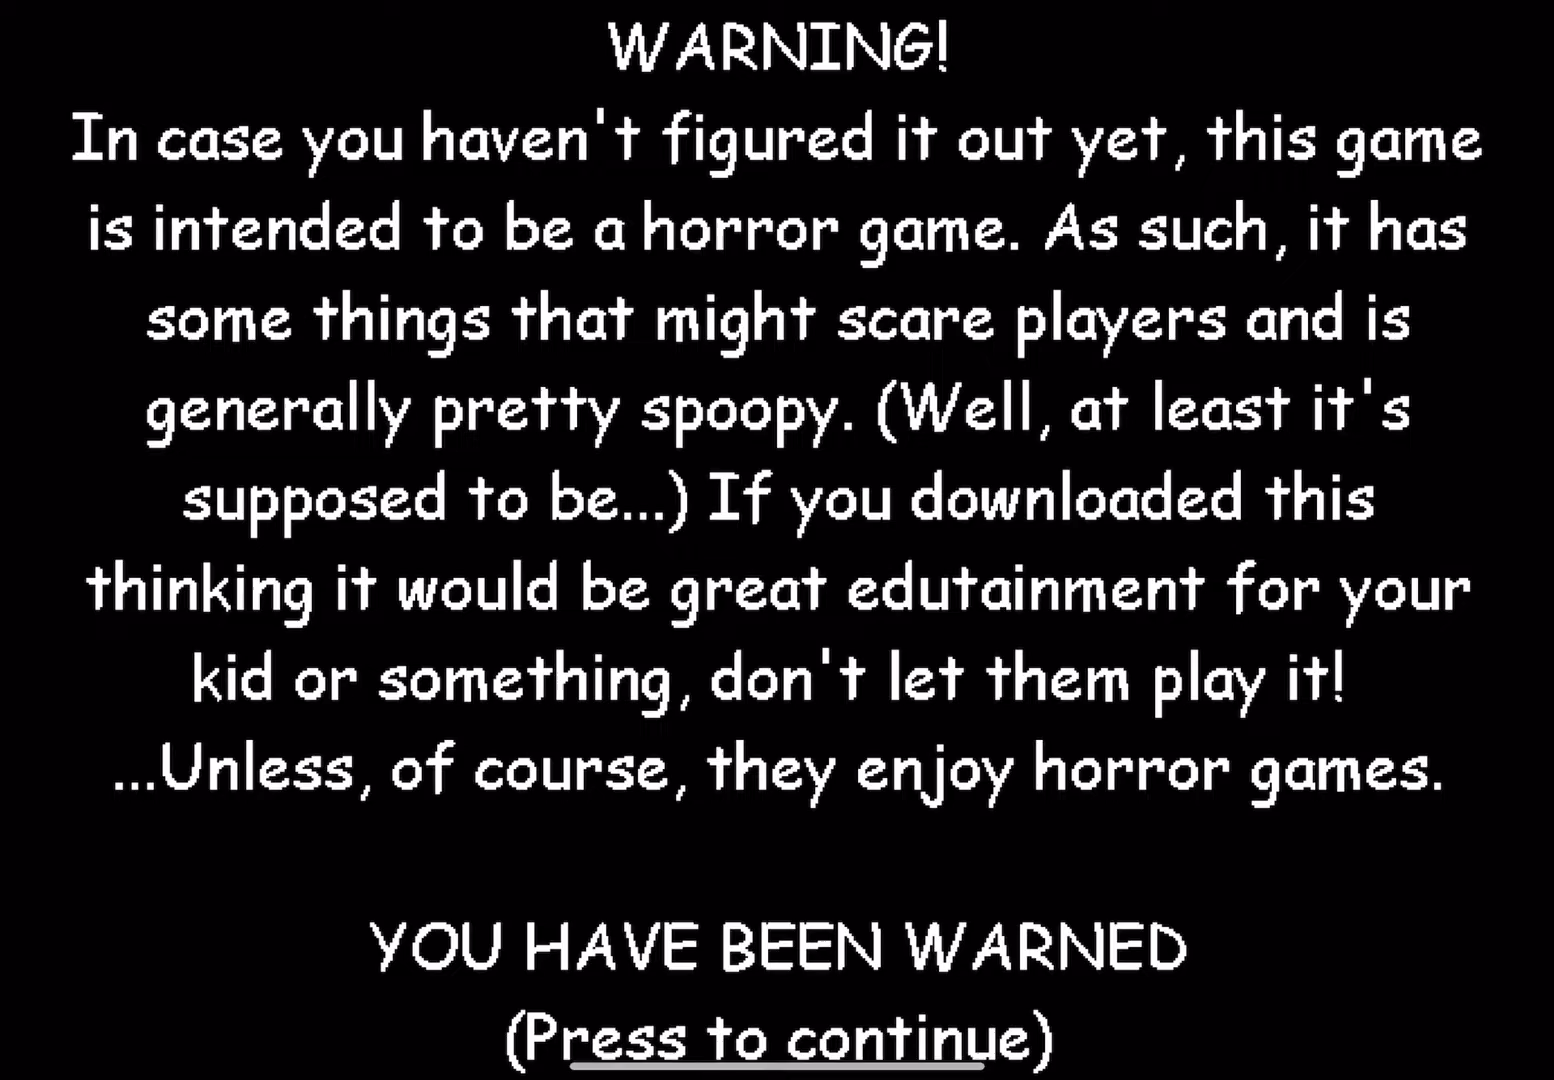 WARNING!
In case you haven't figured it out yet, this game
is intended to be a horror game. As such, it has
some things that might scare players and is
generally pretty spoopy. (Well, at least it's
supposed to be...) If you downloaded this
thinking it would be great edutainment for your
kid or something, don't let them play it!
...Unless, of course, they enjoy horror games.
YOU HAVE BEEN WARNED
(Press to continue)